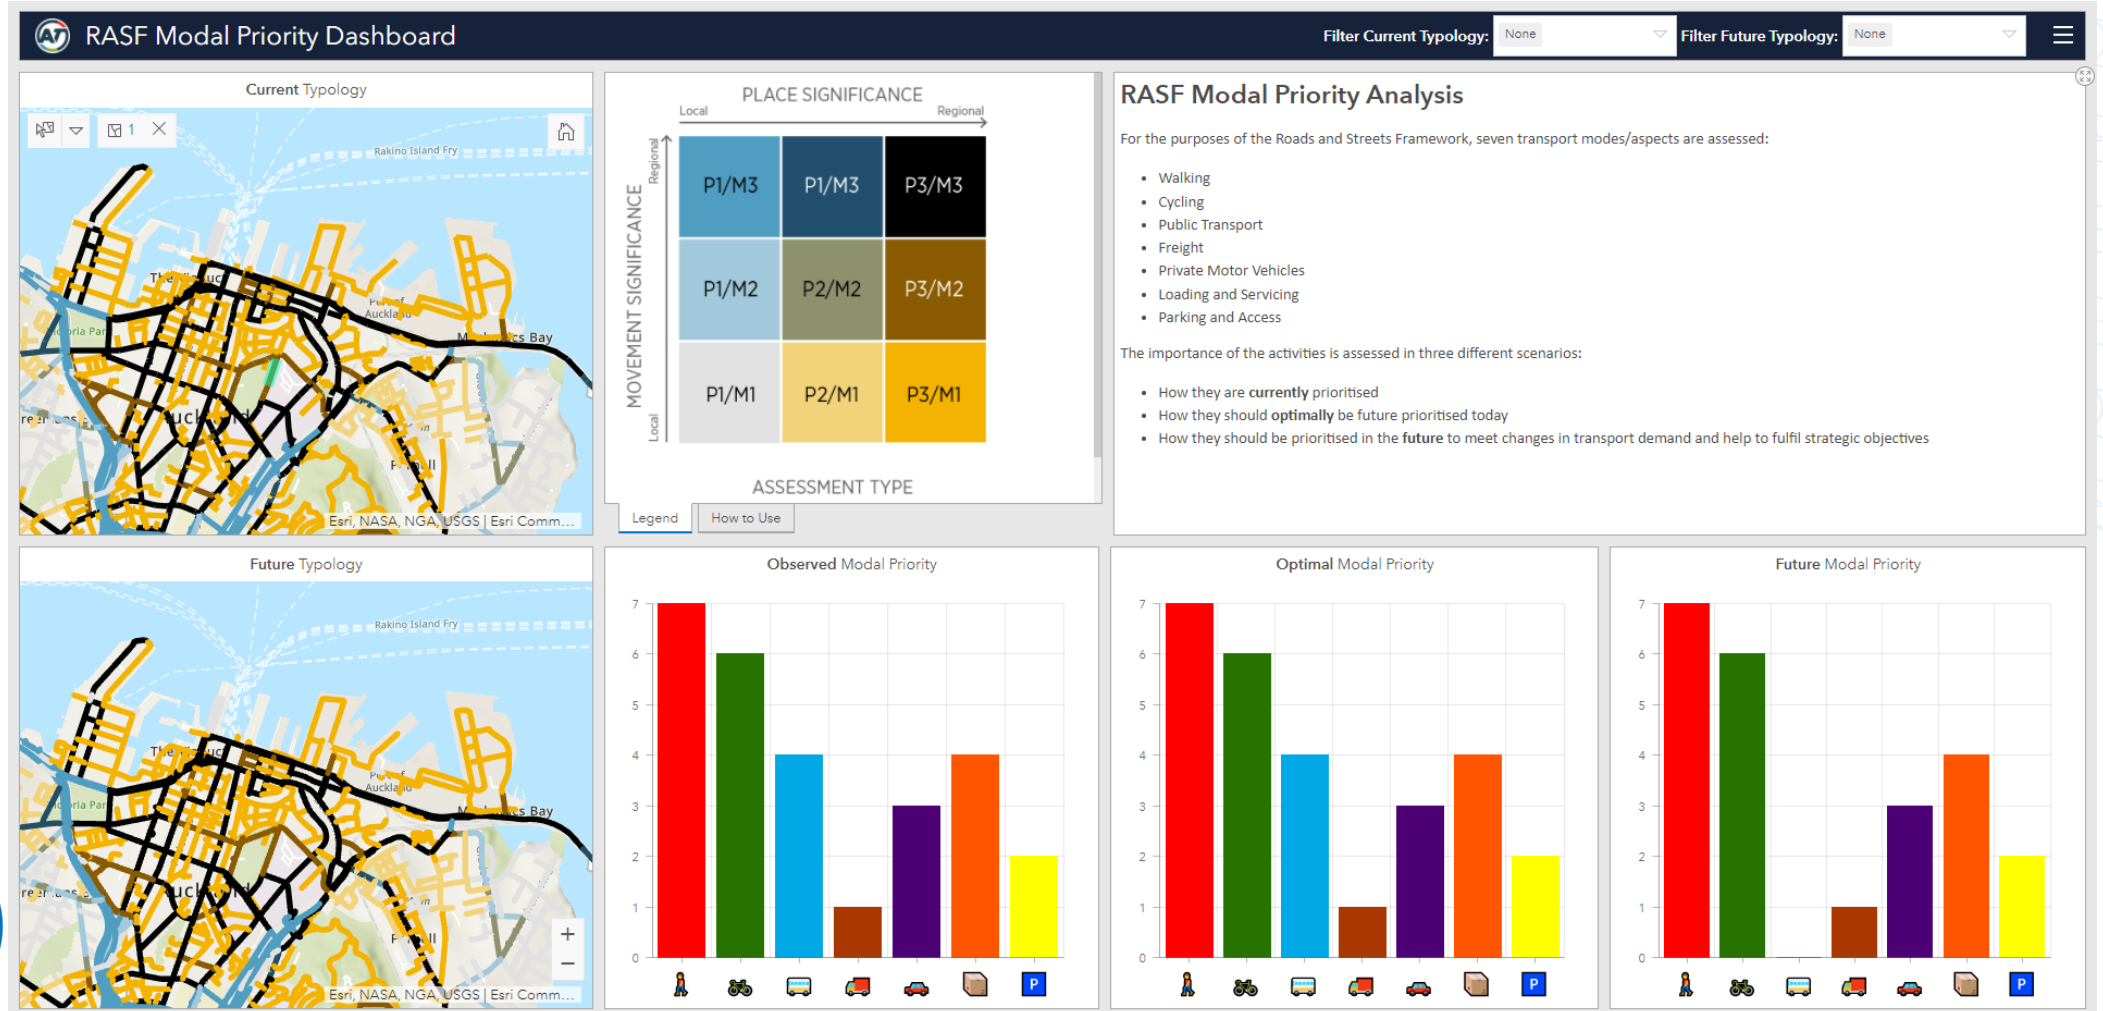 RASF Modal Priority Dashboard
Filter Current Typology:
None
Filter Future Typology:
None
Current Typology
1
Rakino Island Fry
Auckland
Mechanics Bay
Esri, NASA, NGA, USGS | Esri Comm...
PLACE SIGNIFICANCE
Local
Regional
MOVEMENT SIGNIFICANCE
Regional
Local
P1/M3
P1/M3
P3/M3
P1/M2
P2/M2
P3/M2
P1/M1
P2/M1
P3/M1
ASSESSMENT TYPE
Legend
How to Use
RASF Modal Priority Analysis
For the purposes of the Roads and Streets Framework, seven transport modes/aspects are assessed:
• Walking
• Cycling
• Public Transport
• Freight
• Private Motor Vehicles
• Loading and Servicing
• Parking and Access
The importance of the activities is assessed in three different scenarios:
• How they are currently prioritised
• How they should optimally be future prioritised today
• How they should be prioritised in the future to meet changes in transport demand and help to fulfil strategic objectives
Future Typology
Rakino Island Fry
Auckland
Esri, NASA, NGA, USGS | Esri Comm...
Observed Modal Priority
7
6
5
4
3
2
1
0
P
Optimal Modal Priority
7
6
5
4
3
2
1
0
P
Future Modal Priority
7
6
5
4
3
2
1
0
P